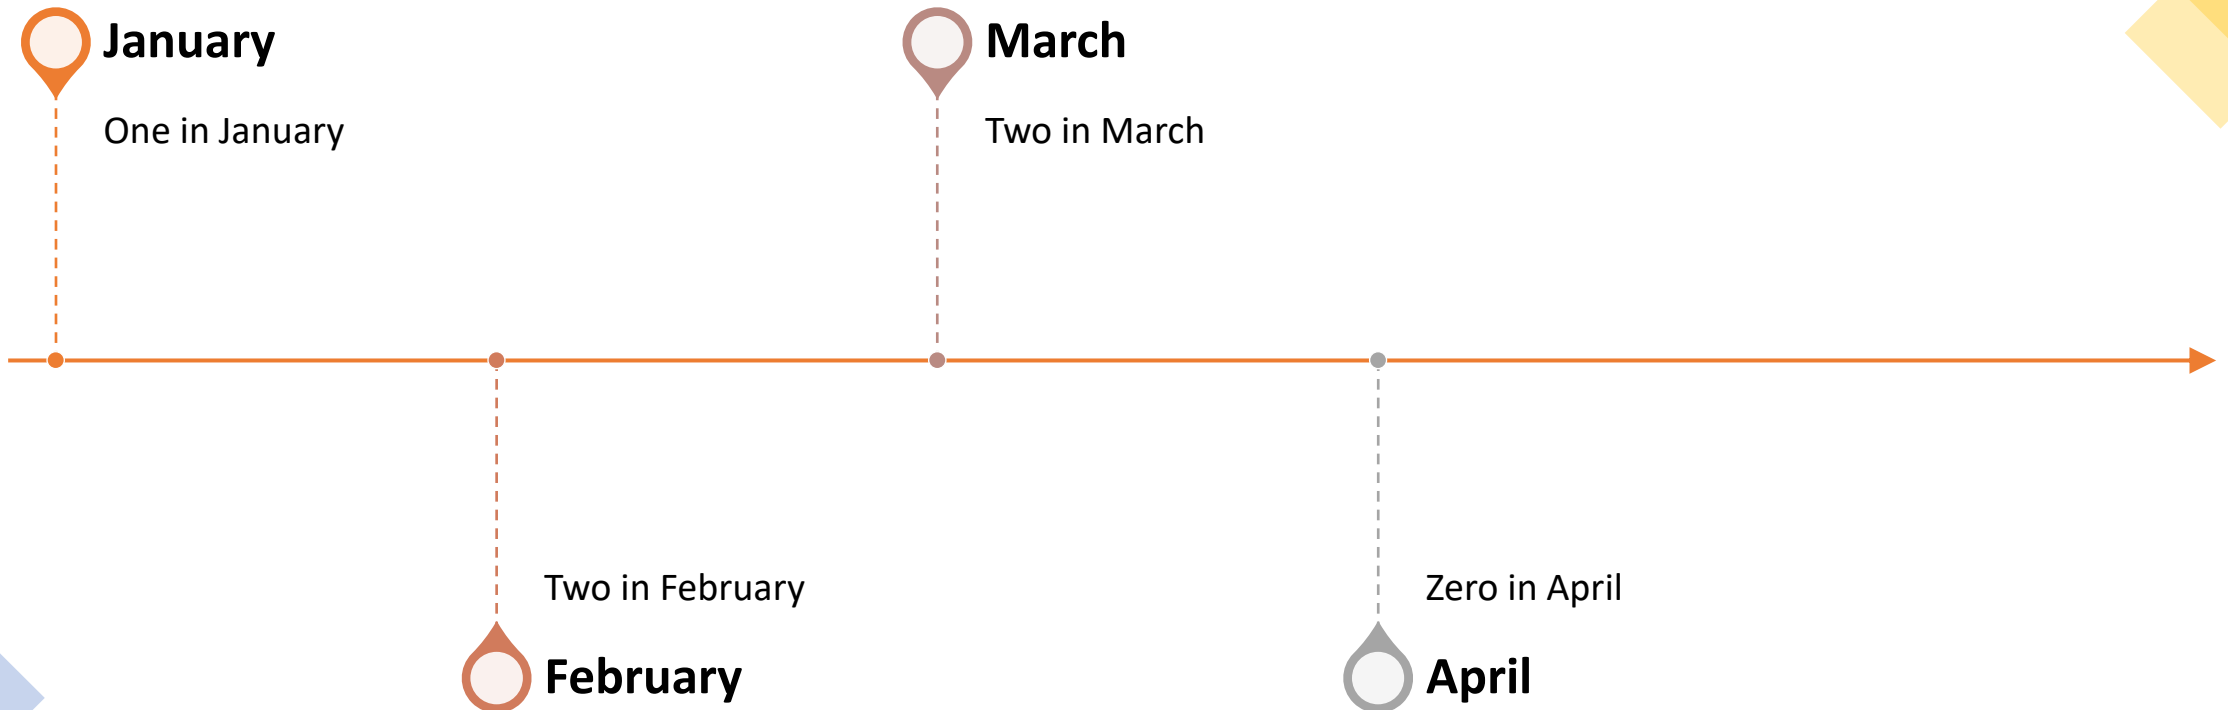 January
One in January
Two in February
February
March
Two in March
Zero in April
April